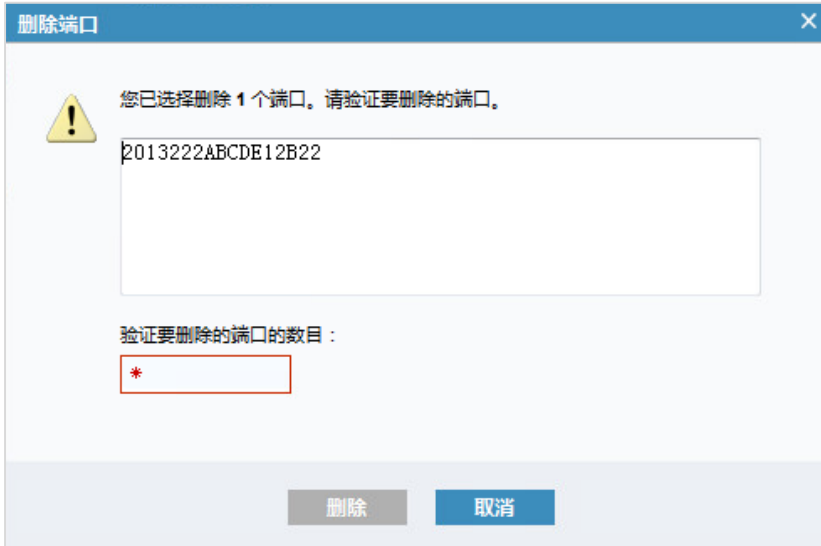 删除端口
您已选择删除 1 个端口。请验证要删除的端口。
2013222ABCDE12B22
验证要删除的端口的数目：
*
删除 取消